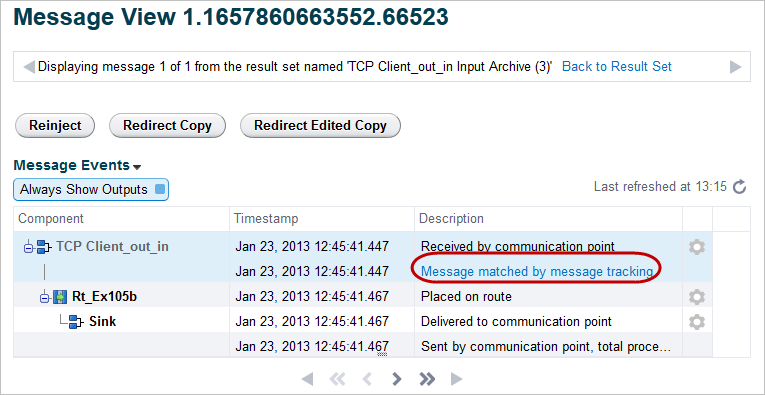 Message View 1.1657860663552.66523
Displaying message 1 of 1 from the result set named 'TCP Client_out_in Input Archive (3)' Back to Result Set
Reinject Redirect Copy Redirect Edited Copy
Message Events
Always Show Outputs
Last refreshed at 13:15
Component Timestamp Description
TCP Client_out_in Jan 23, 2013 12:45:41.447 Received by communication point
Jan 23, 2013 12:45:41.447 Message matched by message tracking
Rt_Ex105b Jan 23, 2013 12:45:41.467 Placed on route
Sink Jan 23, 2013 12:45:41.467 Delivered to communication point
Jan 23, 2013 12:45:41.467 Sent by communication point, total proce...